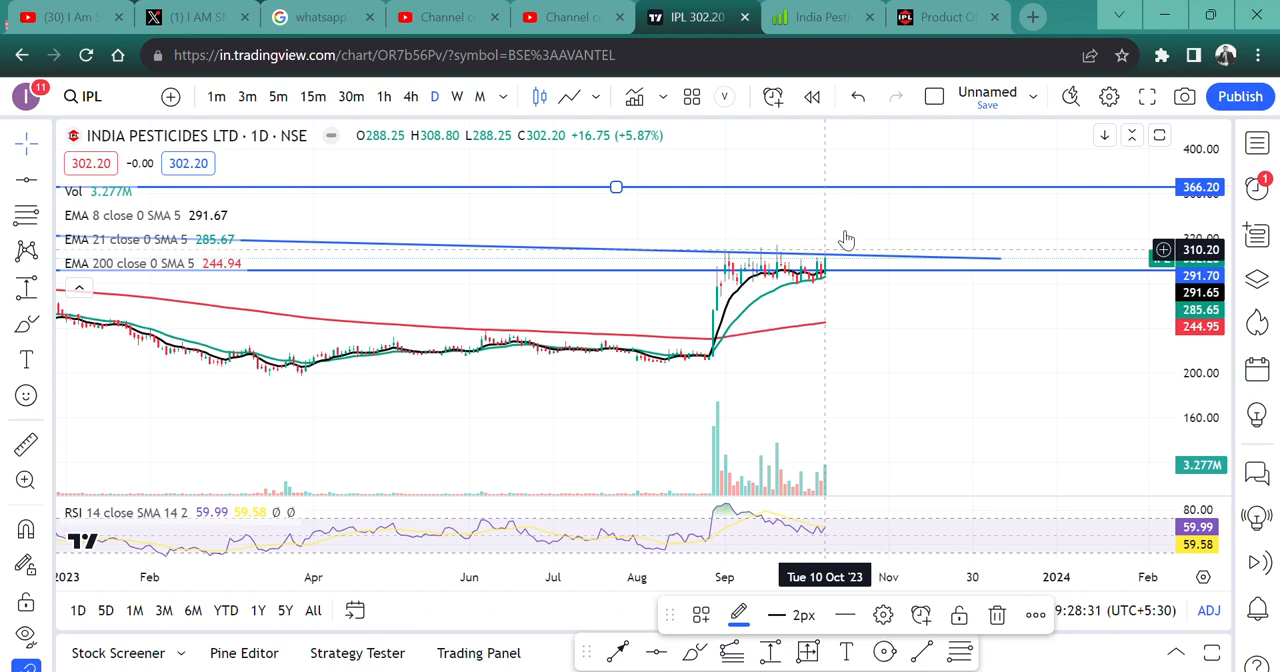 (30) I Am S
(1) I AM SM
whatsapp
Channel co
Channel co
IPL 302.20
India Pesti
IPL
Product O
https://in.tradingview.com/chart/OR7b56Pv/?symbol=BSE%3AAVANTEL
I
11
IPL
1m 3m 5m 15m 30m 1h 4h D W M
V
Unnamed
Save
Publish
INDIA PESTICIDES LTD · 1D · NSE
O288.25 H308.80 L288.25 C302.20 +16.75 (+5.87%)
302.20 -0.00 302.20
Vol 3.277M
EMA 8 close 0 SMA 5 291.67
EMA 21 close 0 SMA 5 285.67
EMA 200 close 0 SMA 5 244.94
400.00
366.20
310.20
291.70
291.65
285.65
244.95
200.00
160.00
3.277M
1
RSI 14 close SMA 14 2 59.99 59.58 Ø Ø
80.00
59.99
59.58
2023 Feb Apr Jun Jul Aug Sep Tue 10 Oct '23 Nov 30 2024 Feb
1D 5D 1M 3M 6M YTD 1Y 5Y All
2px
9:28:31 (UTC+5:30)
ADJ
Stock Screener
Pine Editor
Strategy Tester
Trading Panel
T